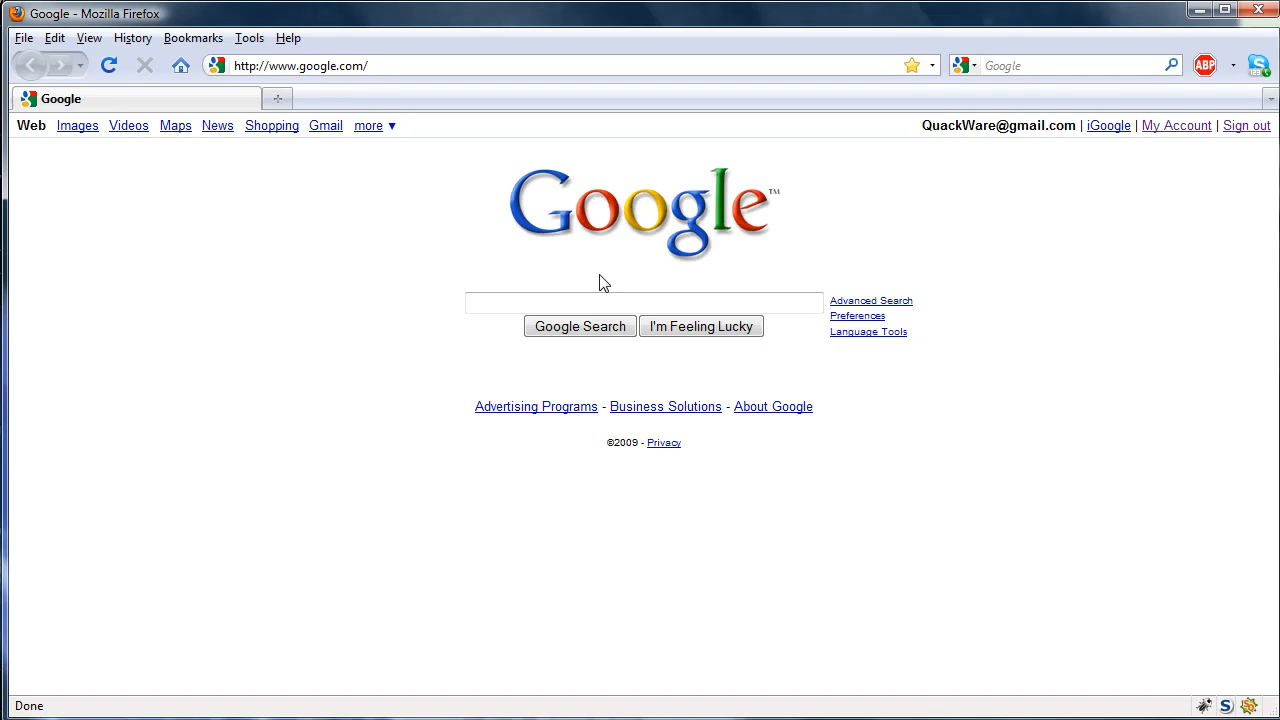 Google - Mozilla Firefox
File Edit View History Bookmarks Tools Help
http://www.google.com/ Google ABP
Google
Web Images Videos Maps News Shopping Gmail more ▼ QuackWare@gmail.com | iGoogle | My Account | Sign out
Google™
Advanced Search
Preferences
Language Tools
Google Search I'm Feeling Lucky
Advertising Programs - Business Solutions - About Google
©2009 - Privacy
Done S